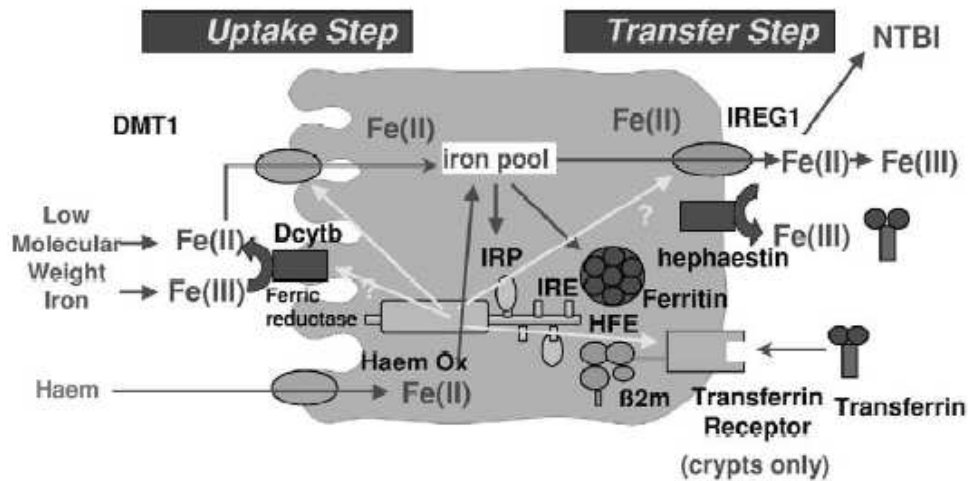 Uptake Step
Transfer Step
NTBI
DMT1
Fe(II)
Fe(II)
IREG1
iron pool
Fe(II)
Fe(III)
Low
Molecular
Weight
Iron
Fe(II)
Fe(III)
Dcytb
Ferric
reductase
?
?
hephaestin
Fe(III)
IRP
IRE
Ferritin
HFE
Haem Ox
Haem
Fe(II)
ß2m
Transferrin
Receptor
(crypts only)
Transferrin